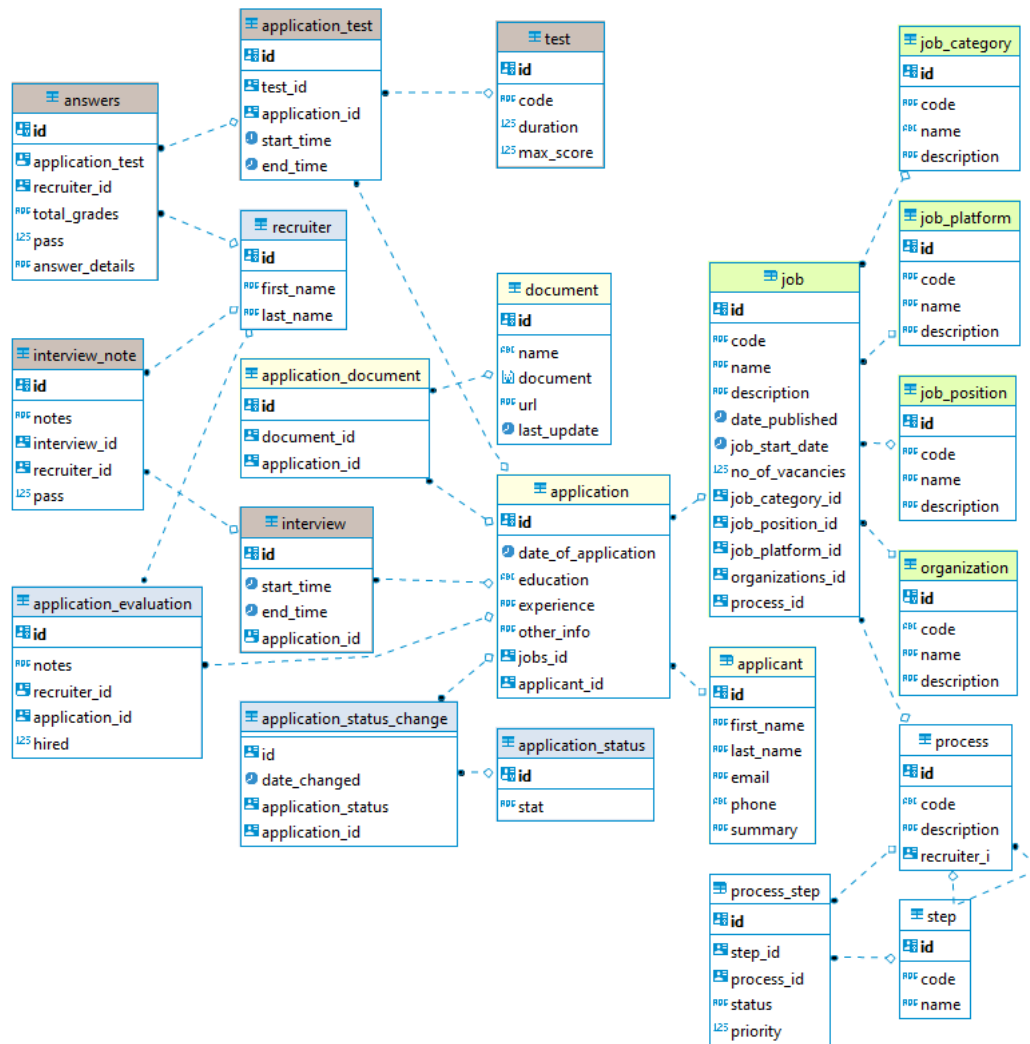 application_test
id
test_id
application_id
start_time
end_time
test
id
code
duration
max_score
job_category
id
code
name
description
answers
id
application_test
recruiter_id
total_grades
pass
answer_details
recruiter
id
first_name
last_name
job_platform
id
code
name
description
document
id
name
document
url
last_update
job
id
code
name
description
date_published
job_start_date
no_of_vacancies
job_category_id
job_position_id
job_platform_id
organizations_id
process_id
interview_note
id
notes
interview_id
recruiter_id
pass
application_document
id
document_id
application_id
job_position
id
code
name
description
application
id
date_of_application
education
experience
other_info
jobs_id
applicant_id
interview
id
start_time
end_time
application_id
organization
id
code
name
description
application_evaluation
id
notes
recruiter_id
application_id
hired
applicant
id
first_name
last_name
email
phone
summary
application_status_change
id
date_changed
application_status
application_id
application_status
id
stat
process
id
code
description
recruiter_i
process_step
id
step_id
process_id
status
priority
step
id
code
name